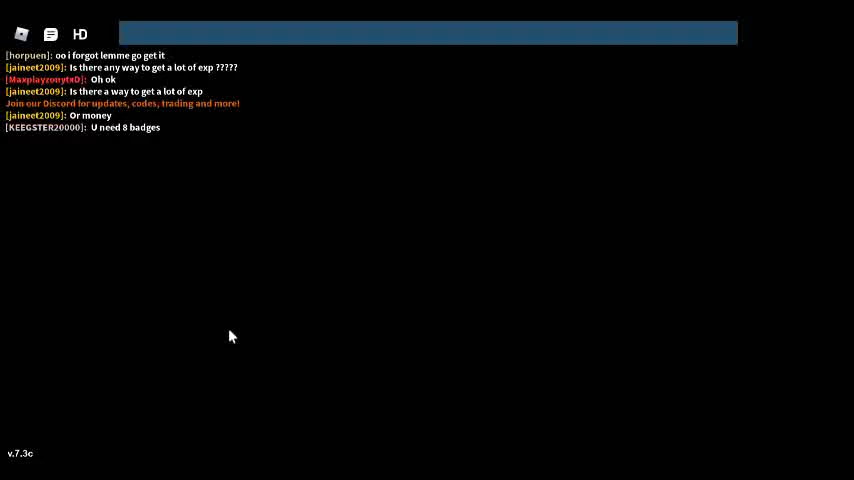 HD
[horpuen]: oo i forgot lemme go get it
[jaineet2009]: Is there any way to get a lot of exp ?????
[MaxplayzonytxD]: Oh ok
[jaineet2009]: Is there a way to get a lot of exp
Join our Discord for updates, codes, trading and more!
[jaineet2009]: Or money
[KEEGSTER20000]: U need 8 badges
v.7.3c